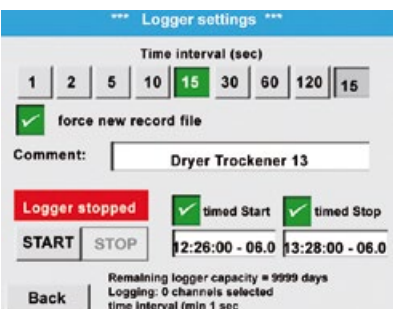 *** Logger settings ***
Time interval (sec)
1 2 5 10 15 30 60 120 15
force new record file
Comment: Dryer Trockener 13
Logger stopped timed Start timed Stop
START STOP 12:26:00 - 06.0 13:28:00 - 06.0
Remaining logger capacity = 9999 days
Back Logging: 0 channels selected
time interval (min 1 sec